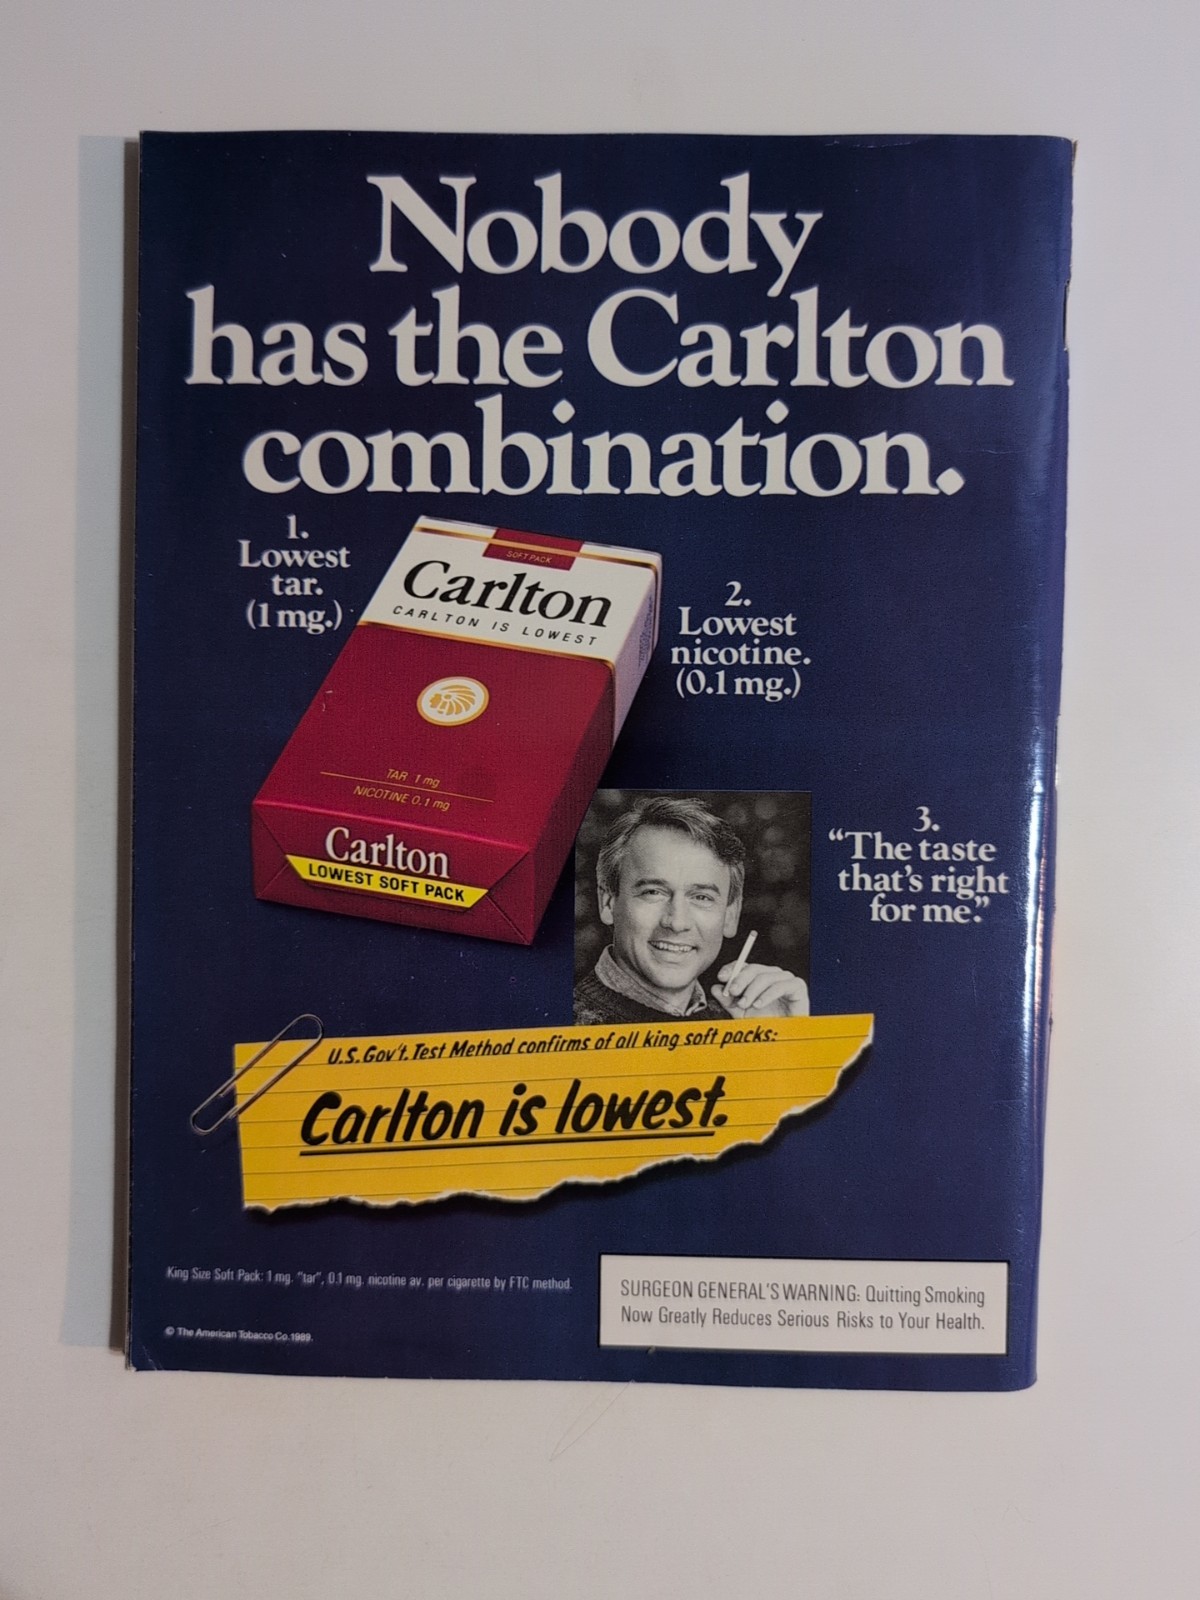 Nobody
has the Carlton
combination.
1.
Lowest
tar.
(1 mg.)
SOFT PACK
Carlton
CARLTON IS LOWEST
TAR 1 mg
NICOTINE 0.1 mg
Carlton
LOWEST SOFT PACK
2.
Lowest
nicotine.
(0.1 mg.)
3.
“The taste
that’s right
for me.”
U.S. Gov't. Test Method confirms of all king soft packs:
Carlton is lowest.
King Size Soft Pack: 1 mg. "tar", 0.1 mg. nicotine av. per cigarette by FTC method.
© The American Tobacco Co. 1989.
SURGEON GENERAL'S WARNING: Quitting Smoking
Now Greatly Reduces Serious Risks to Your Health.